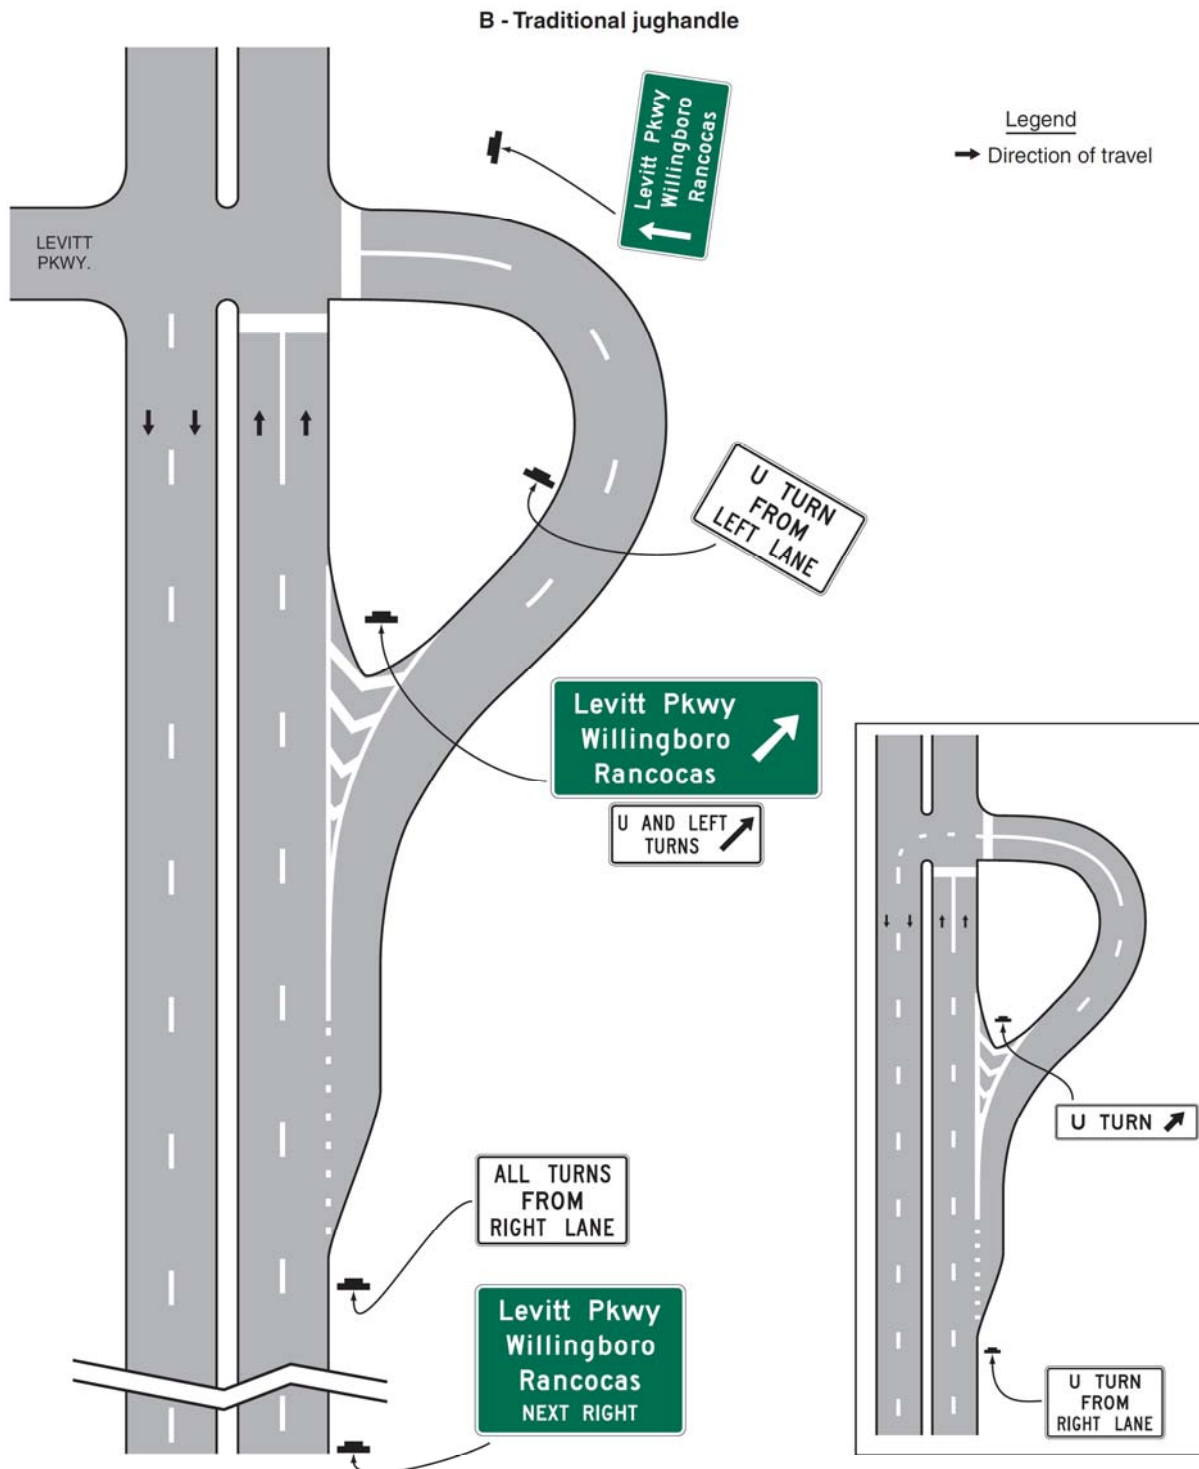 B - Traditional jughandle
Levitt Pkwy
Willingboro
Rancocas
Legend
Direction of travel
LEVITT
PKWY.
U TURN
FROM
LEFT LANE
Levitt Pkwy
Willingboro
Rancocas
U AND LEFT
TURNS
U TURN
ALL TURNS
FROM
RIGHT LANE
Levitt Pkwy
Willingboro
Rancocas
NEXT RIGHT
U TURN
FROM
RIGHT LANE